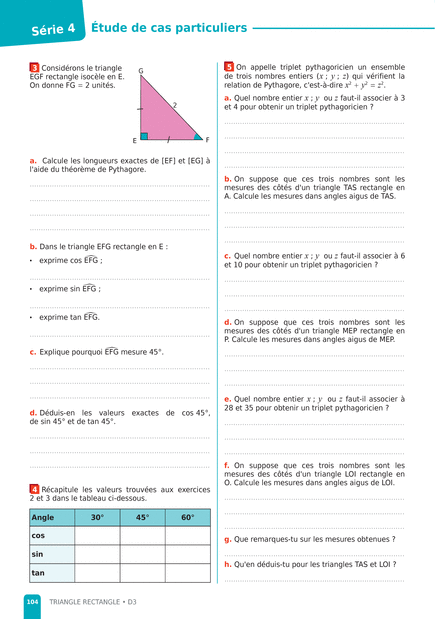 Série 4
Étude de cas particuliers
3 Considérons le triangle
EGF rectangle isocèle en E.
On donne FG = 2 unités.
G
2
E
F
a. Calcule les longueurs exactes de [EF] et [EG] à
l'aide du théorème de Pythagore.
b. Dans le triangle EFG rectangle en E :
• exprime cos EFG ;
• exprime sin EFG ;
• exprime tan EFG.
c. Explique pourquoi EFG mesure 45°.
d. Déduis-en les valeurs exactes de cos 45°,
de sin 45° et de tan 45°.
4 Récapitule les valeurs trouvées aux exercices
2 et 3 dans le tableau ci-dessous.
Angle 30° 45° 60°
cos
sin
tan
5 On appelle triplet pythagoricien un ensemble
de trois nombres entiers (x ; y ; z) qui vérifient la
relation de Pythagore, c'est-à-dire x² + y² = z².
a. Quel nombre entier x ; y ou z faut-il associer à 3
et 4 pour obtenir un triplet pythagoricien ?
b. On suppose que ces trois nombres sont les
mesures des côtés d'un triangle TAS rectangle en
A. Calcule les mesures dans angles aigus de TAS.
c. Quel nombre entier x ; y ou z faut-il associer à 6
et 10 pour obtenir un triplet pythagoricien ?
d. On suppose que ces trois nombres sont les
mesures des côtés d'un triangle MEP rectangle en
P. Calcule les mesures dans angles aigus de MEP.
e. Quel nombre entier x ; y ou z faut-il associer à
28 et 35 pour obtenir un triplet pythagoricien ?
f. On suppose que ces trois nombres sont les
mesures des côtés d'un triangle LOI rectangle en
O. Calcule les mesures dans angles aigus de LOI.
g. Que remarques-tu sur les mesures obtenues ?
h. Qu'en déduis-tu pour les triangles TAS et LOI ?
104 TRIANGLE RECTANGLE • D3